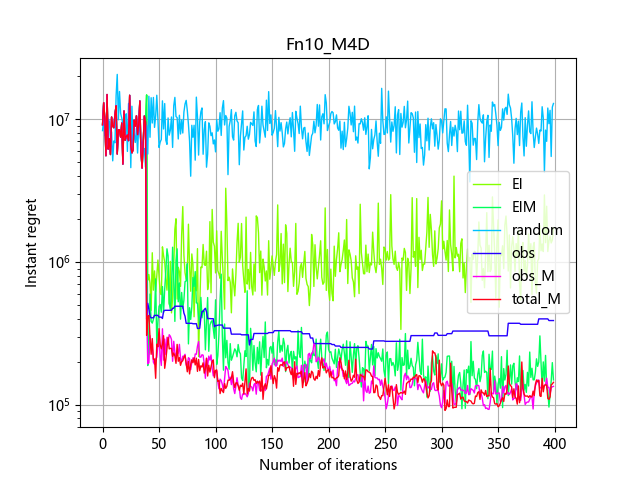 Fn10_M4D
Instant regret
10⁷
10⁶
10⁵
EI
EIM
random
obs
obs_M
total_M
0 50 100 150 200 250 300 350 400
Number of iterations